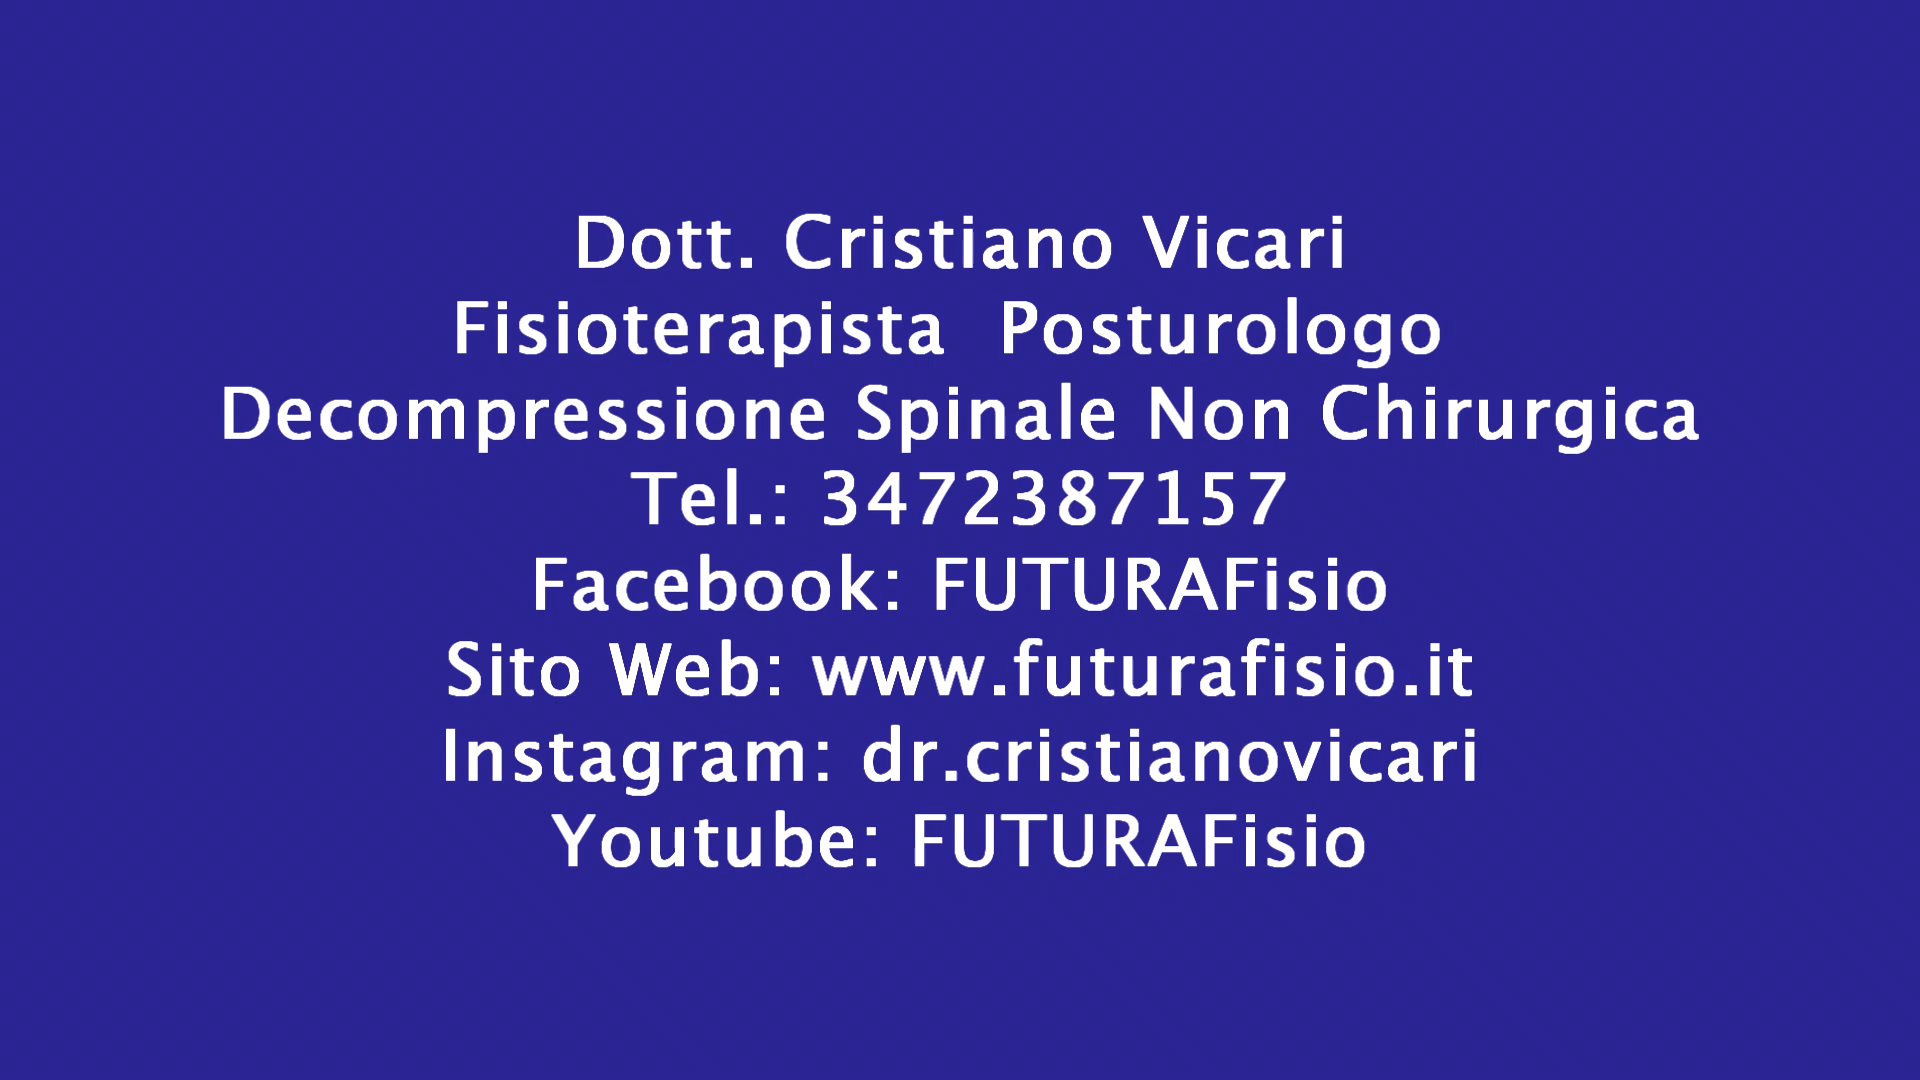 Dott. Cristiano Vicari
Fisioterapista  Posturologo
Decompressione Spinale Non Chirurgica
Tel.: 3472387157
Facebook: FUTURAFisio
Sito Web: www.futurafisio.it
Instagram: dr.cristianovicari
Youtube: FUTURAFisio